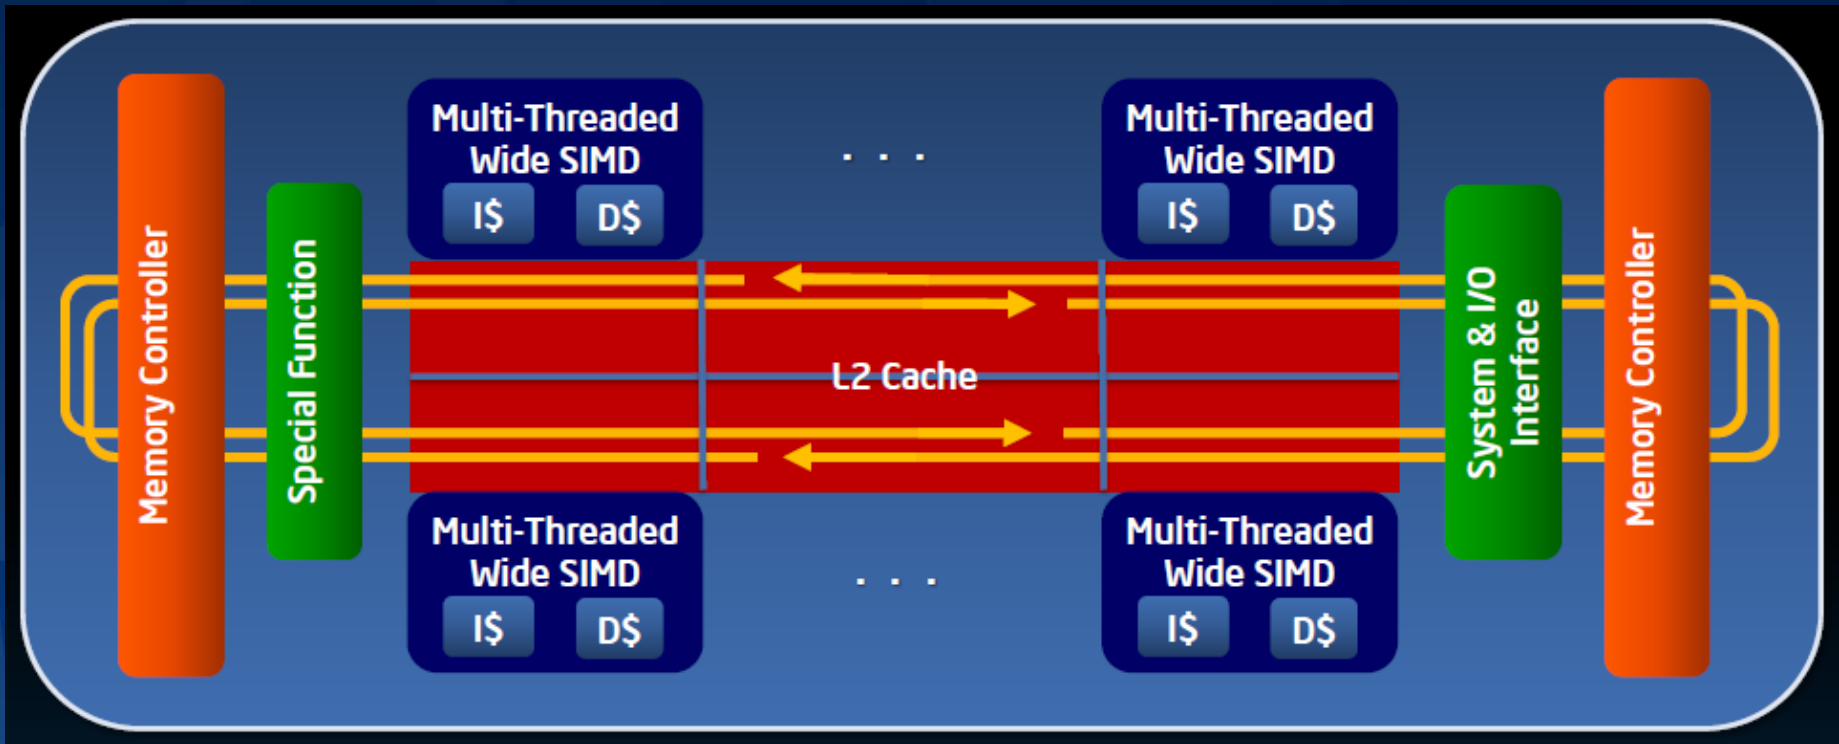 Memory Controller
Special Function
Multi-Threaded
Wide SIMD
I$ D$
. . .
Multi-Threaded
Wide SIMD
I$ D$
L2 Cache
Multi-Threaded
Wide SIMD
I$ D$
. . .
Multi-Threaded
Wide SIMD
I$ D$
System & I/O
Interface
Memory Controller